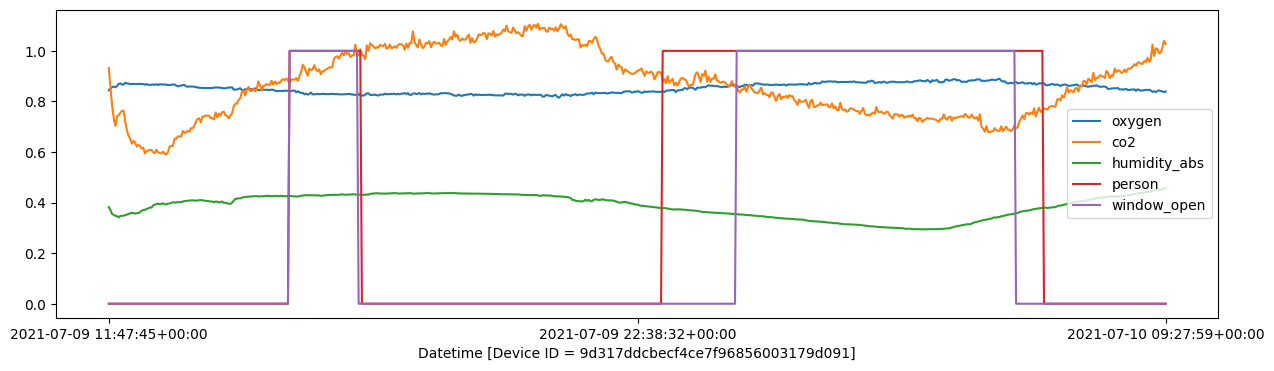 1.0
0.8
0.6
0.4
0.2
0.0
oxygen
co2
humidity_abs
person
window_open
2021-07-09 11:47:45+00:00
2021-07-09 22:38:32+00:00
2021-07-10 09:27:59+00:00
Datetime [Device ID = 9d317ddcbecf4ce7f96856003179d091]